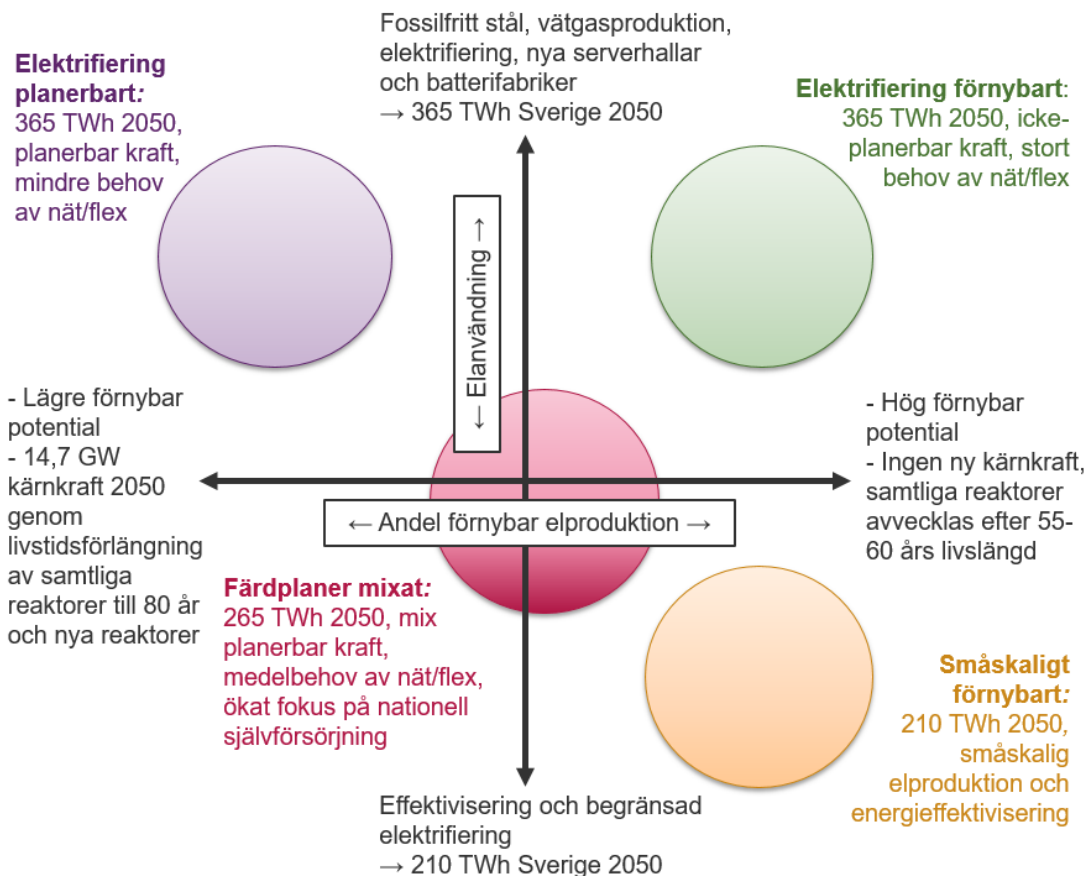 Fossilfritt stål, vätgasproduktion,
elektrifiering, nya serverhallar
och batterifabriker
→ 365 TWh Sverige 2050
Elektrifiering
planerbart:
365 TWh 2050,
planerbar kraft,
mindre behov
av nät/flex
Elektrifiering förnybart:
365 TWh 2050, icke-
planerbar kraft, stort
behov av nät/flex
← Elanvändning →
- Lägre förnybar
potential
- 14,7 GW
kärnkraft 2050
genom
livstidsförlängning
av samtliga
reaktorer till 80 år
och nya reaktorer
- Hög förnybar
potential
- Ingen ny kärnkraft,
samtliga reaktorer
avvecklas efter 55-
60 års livslängd
← Andel förnybar elproduktion →
Färdplaner mixat:
265 TWh 2050, mix
planerbar kraft,
medelbehov av nät/flex,
ökat fokus på nationell
självförsörjning
Småskaligt
förnybart:
210 TWh 2050,
småskalig
elproduktion och
energieffektivisering
Effektivisering och begränsad
elektrifiering
→ 210 TWh Sverige 2050